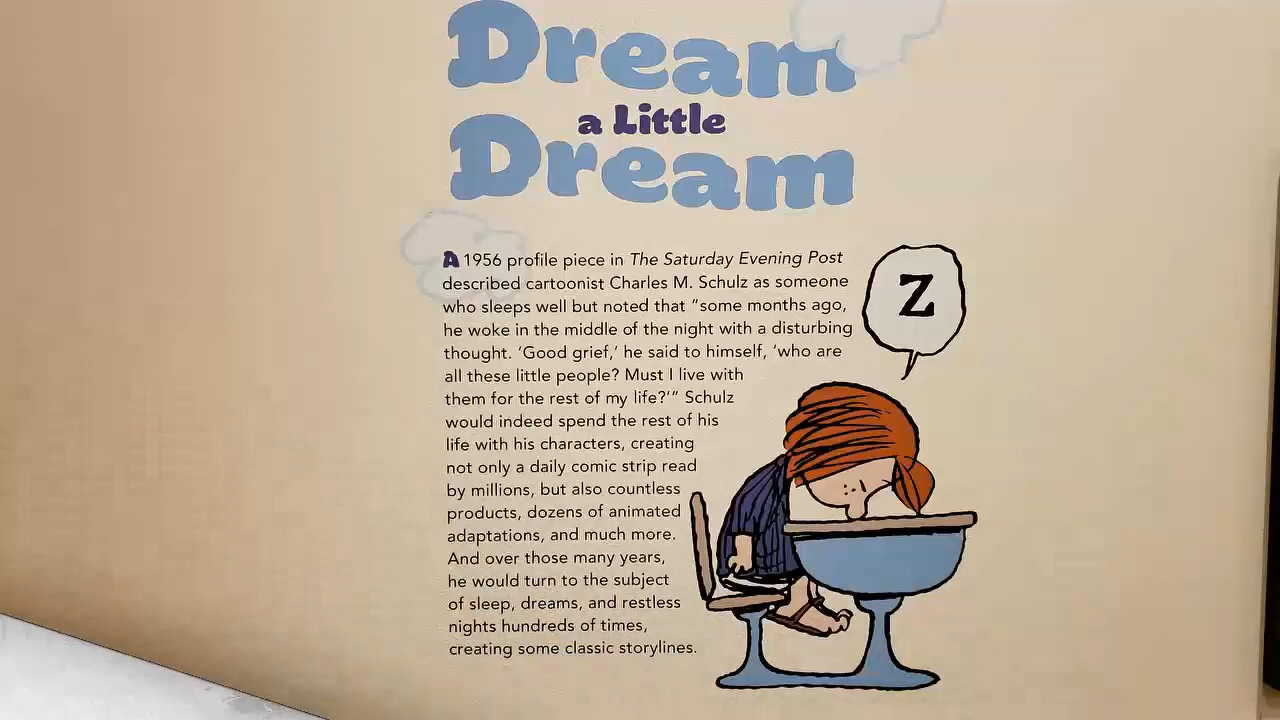 Dream
a Little
Dream
A 1956 profile piece in The Saturday Evening Post
described cartoonist Charles M. Schulz as someone
who sleeps well but noted that “some months ago,
he woke in the middle of the night with a disturbing
thought. ‘Good grief,’ he said to himself, ‘who are
all these little people? Must I live with
them for the rest of my life?’” Schulz
would indeed spend the rest of his
life with his characters, creating
not only a daily comic strip read
by millions, but also countless
products, dozens of animated
adaptations, and much more.
And over those many years,
he would turn to the subject
of sleep, dreams, and restless
nights hundreds of times,
creating some classic storylines.
Z